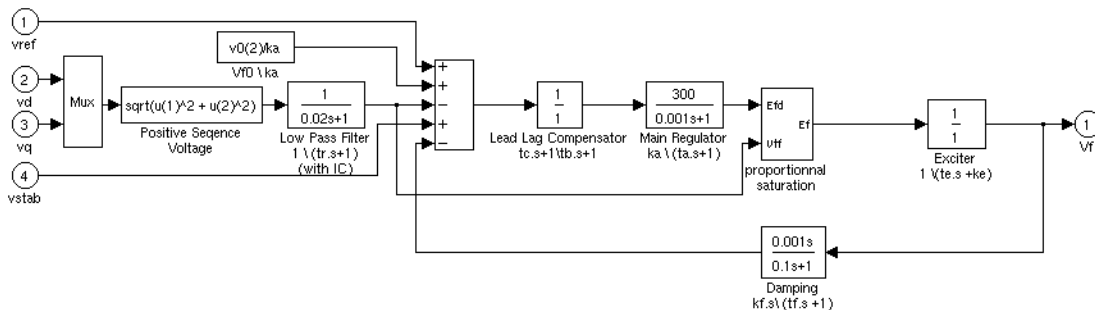 1
vref
v0(2)/ka
Vf0 \ ka
2
vd
Mux
3
vq
sqrt(u(1)^2 + u(2)^2)
Positive Seqence
Voltage
1
0.02s+1
Low Pass Filter
1 \ (tr.s+1)
(with IC)
4
vstab
+
+
−
+
−
1
1
Lead Lag Compensator
tc.s+1\tb.s+1
300
0.001s+1
Main Regulator
ka \ (ta.s+1)
Efd
Vtf
Ef
proportionnal
saturation
1
1
Exciter
1 \(te.s +ke)
1
Vf
0.001s
0.1s+1
Damping
kf.s\ (tf.s +1)